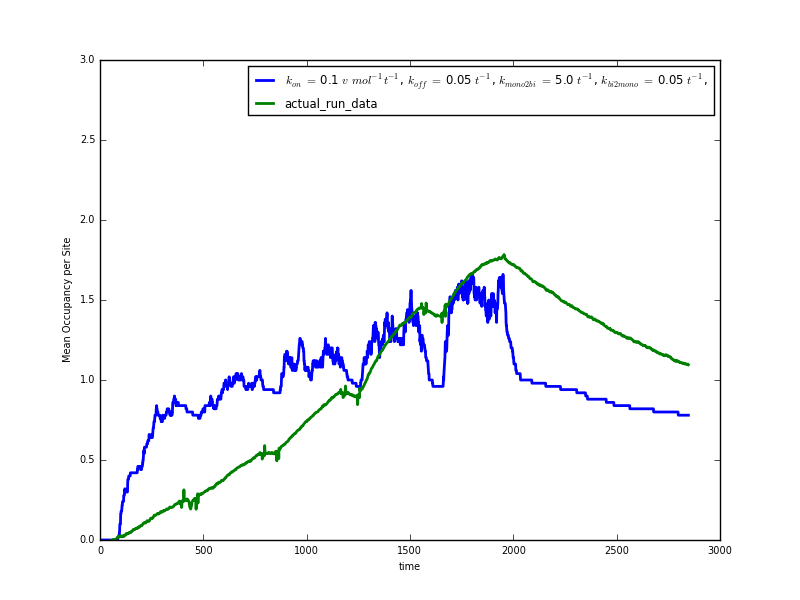 3.0
k_on = 0.1 v mol^−1 t^−1, k_off = 0.05 t^−1, k_mono2bi = 5.0 t^−1, k_bi2mono = 0.05 t^−1,
actual_run_data
2.5
2.0
Mean Occupancy per Site
1.5
1.0
0.5
0.0
0 500 1000 1500 2000 2500 3000
time